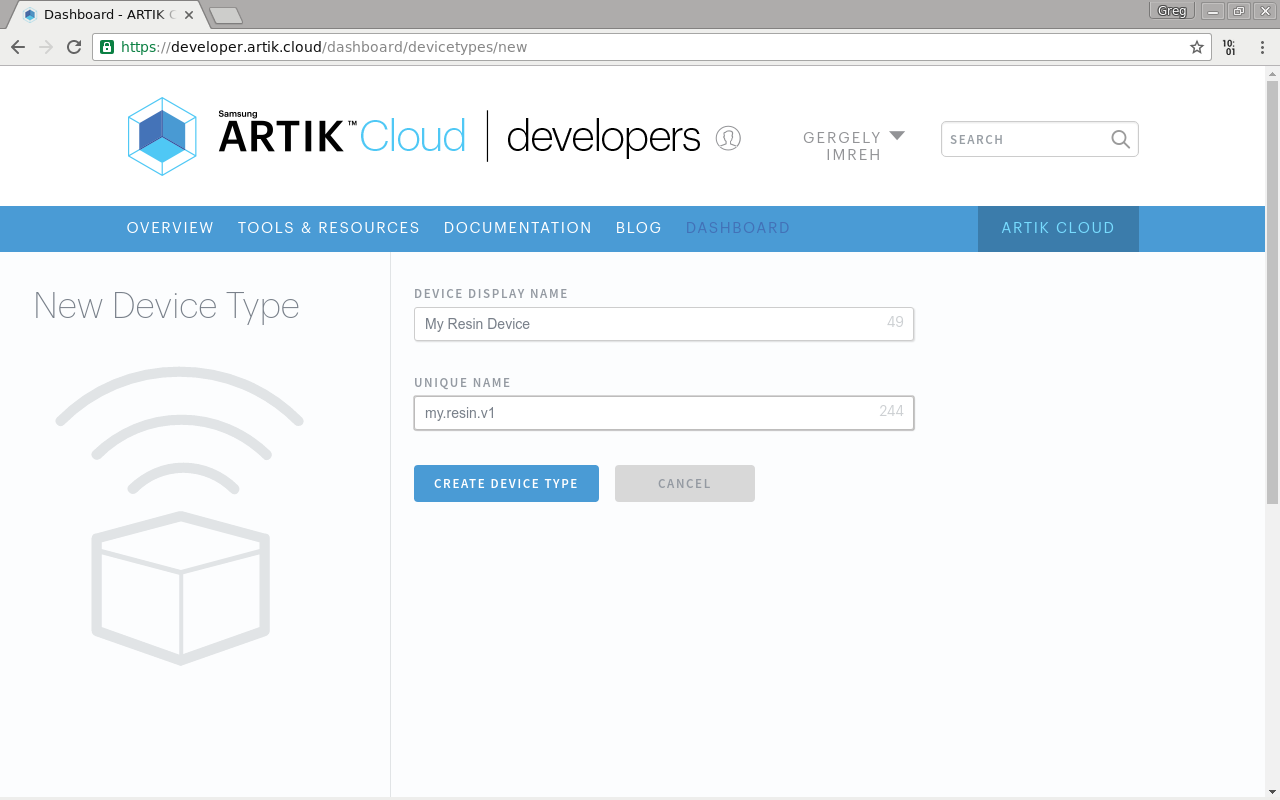 Dashboard - ARTIK C
Greg
https://developer.artik.cloud/dashboard/devicetypes/new
10:
01
Samsung
ARTIK™ Cloud | developers
GERGELY
IMREH
SEARCH
OVERVIEW TOOLS & RESOURCES DOCUMENTATION BLOG DASHBOARD ARTIK CLOUD
New Device Type
DEVICE DISPLAY NAME
My Resin Device 49
UNIQUE NAME
my.resin.v1 244
CREATE DEVICE TYPE CANCEL